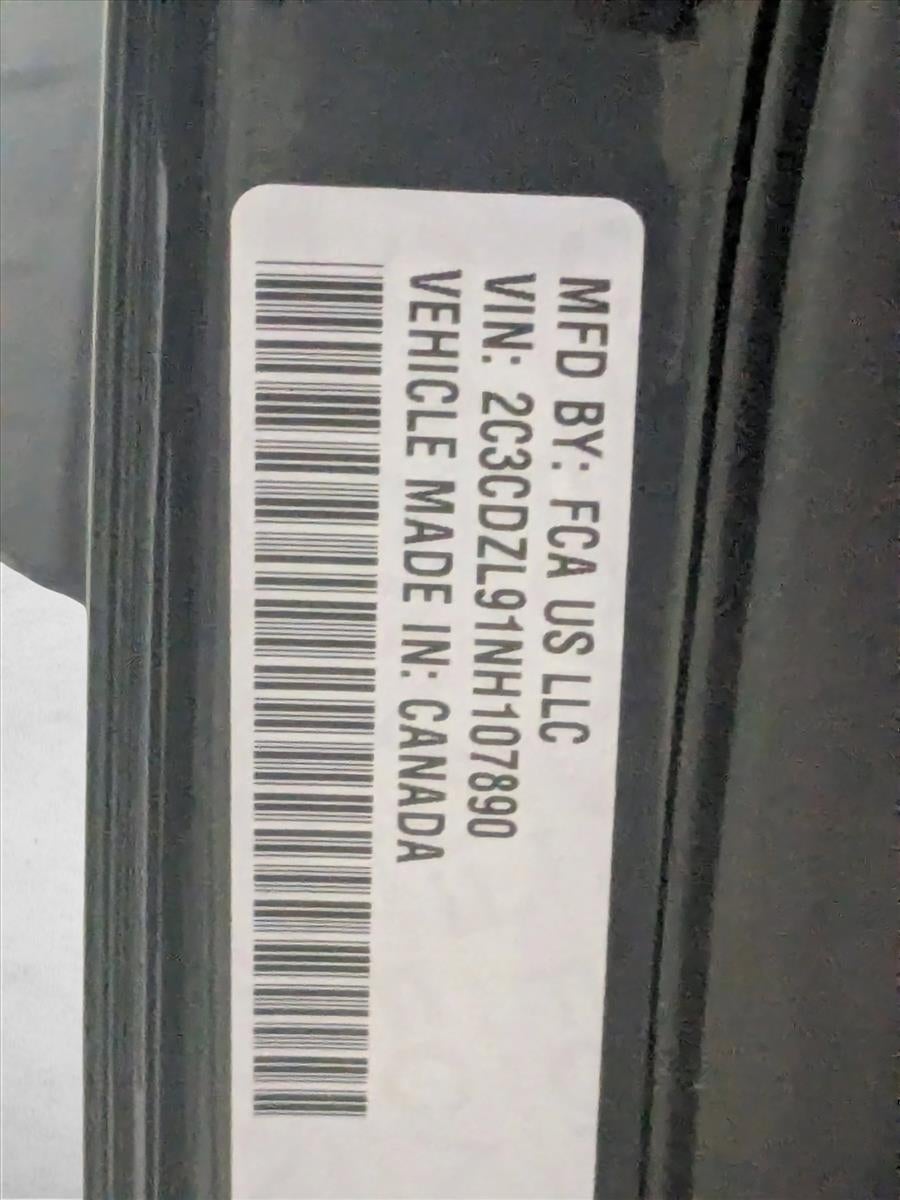 MFD BY: FCA US LLC
VIN: 2C3CDZL91NH107890
VEHICLE MADE IN: CANADA